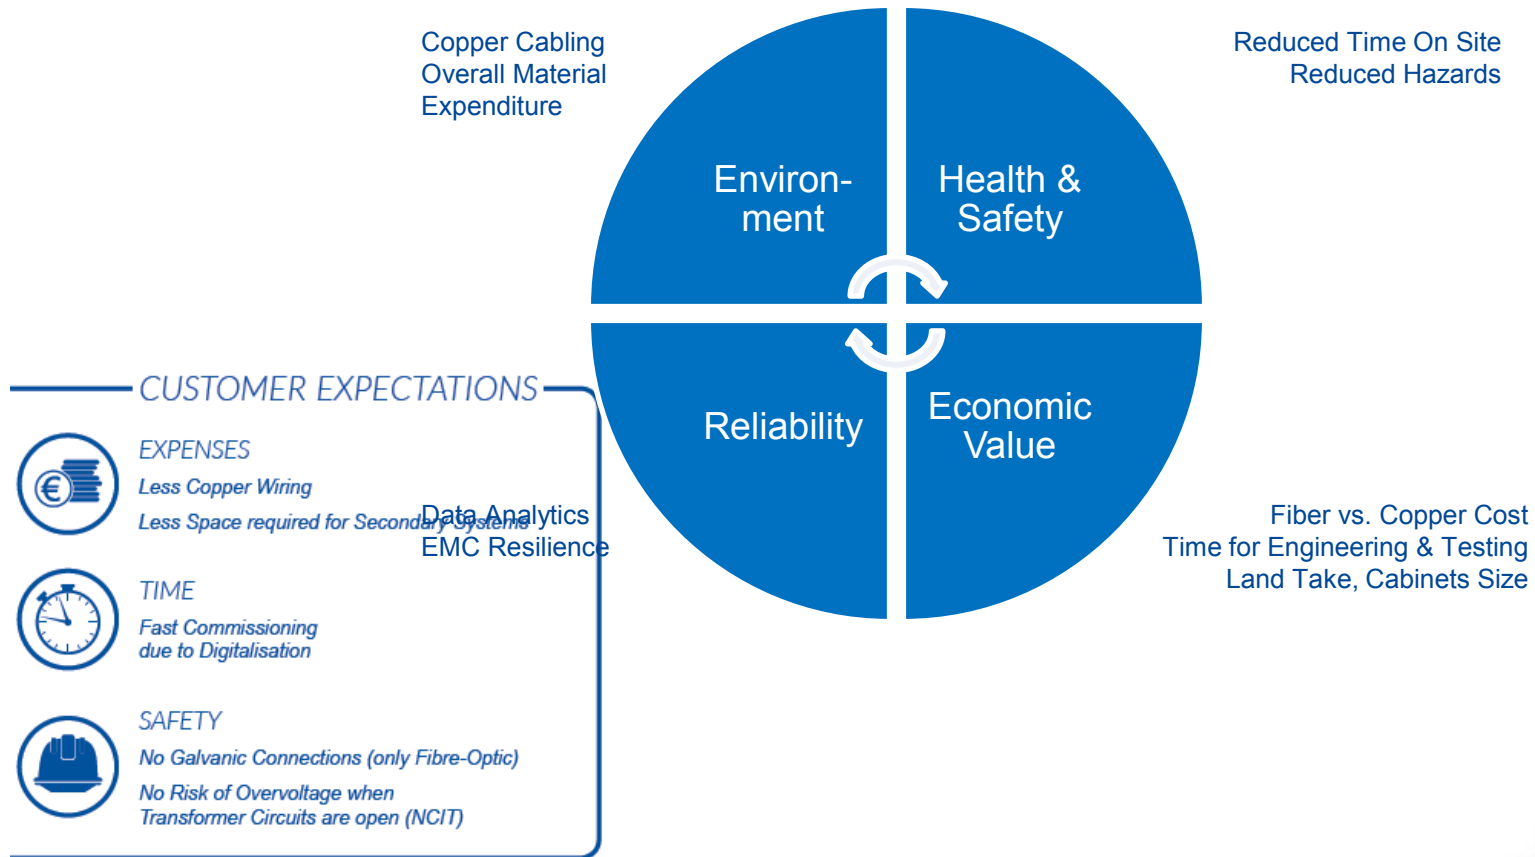 Copper Cabling
Overall Material
Expenditure
Reduced Time On Site
Reduced Hazards
Environ-
ment
Health &
Safety
Reliability
Economic
Value
CUSTOMER EXPECTATIONS
EXPENSES
Less Copper Wiring
Less Space required for Secondary Systems
TIME
Fast Commissioning
due to Digitalisation
SAFETY
No Galvanic Connections (only Fibre-Optic)
No Risk of Overvoltage when
Transformer Circuits are open (NCIT)
Data Analytics
EMC Resilience
Fiber vs. Copper Cost
Time for Engineering & Testing
Land Take, Cabinets Size
€